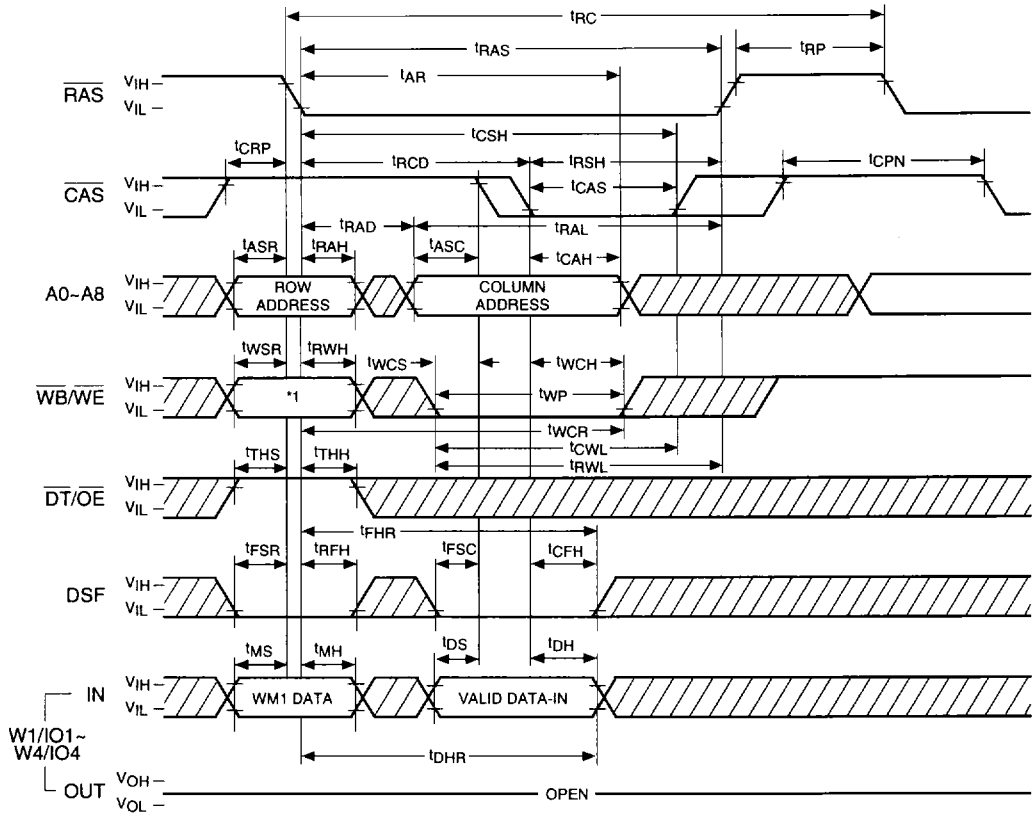 tRC
tRAS tRP
tAR
RAS VIH
VIL
tCSH
tCRP tRCD tRSH tCPN
CAS VIH tCAS
VIL
tRAD tRAL
tASR tRAH tASC tCAH
A0~A8 VIH ROW ADDRESS COLUMN ADDRESS
VIL
tWSR tRWH tWCS tWCH
WB/WE VIH *1 tWP
VIL
tWCR
tCWL
tTHS tTHH tRWL
DT/OE VIH
VIL
tFHR
tFSR tRFH tFSC tCFH
DSF VIH
VIL
tMS tMH tDS tDH
IN VIH WM1 DATA VALID DATA-IN
VIL
W1/IO1~
W4/IO4
tDHR
OUT VOH OPEN
VOL